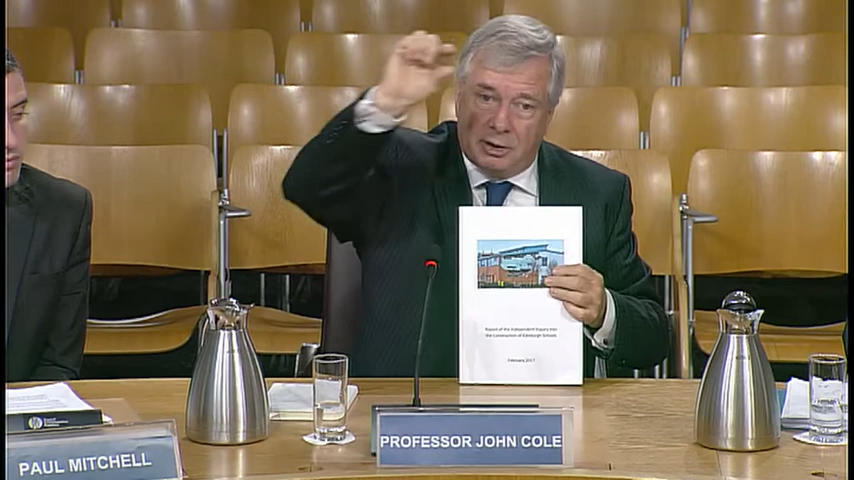 Report of the Independent Inquiry into
the Construction of Edinburgh Schools
February 2017
PROFESSOR JOHN COLE
PAUL MITCHELL